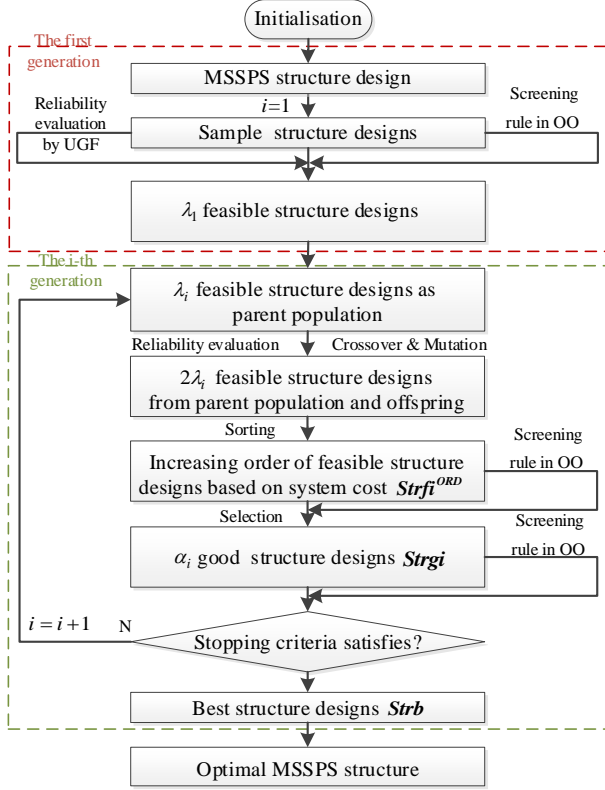 Initialisation
The first
generation
MSSPS structure design
i=1
Reliability
evaluation
by UGF
Sample structure designs
Screening
rule in OO
λ₁ feasible structure designs
The i-th
generation
λᵢ feasible structure designs as
parent population
Reliability evaluation
Crossover & Mutation
2λᵢ feasible structure designs
from parent population and offspring
Sorting
Increasing order of feasible structure
designs based on system cost Strfi^ORD
Screening
rule in OO
Selection
αᵢ good structure designs Strgi
Screening
rule in OO
i = i+1
N
Stopping criteria satisfies?
Best structure designs Strb
Optimal MSSPS structure